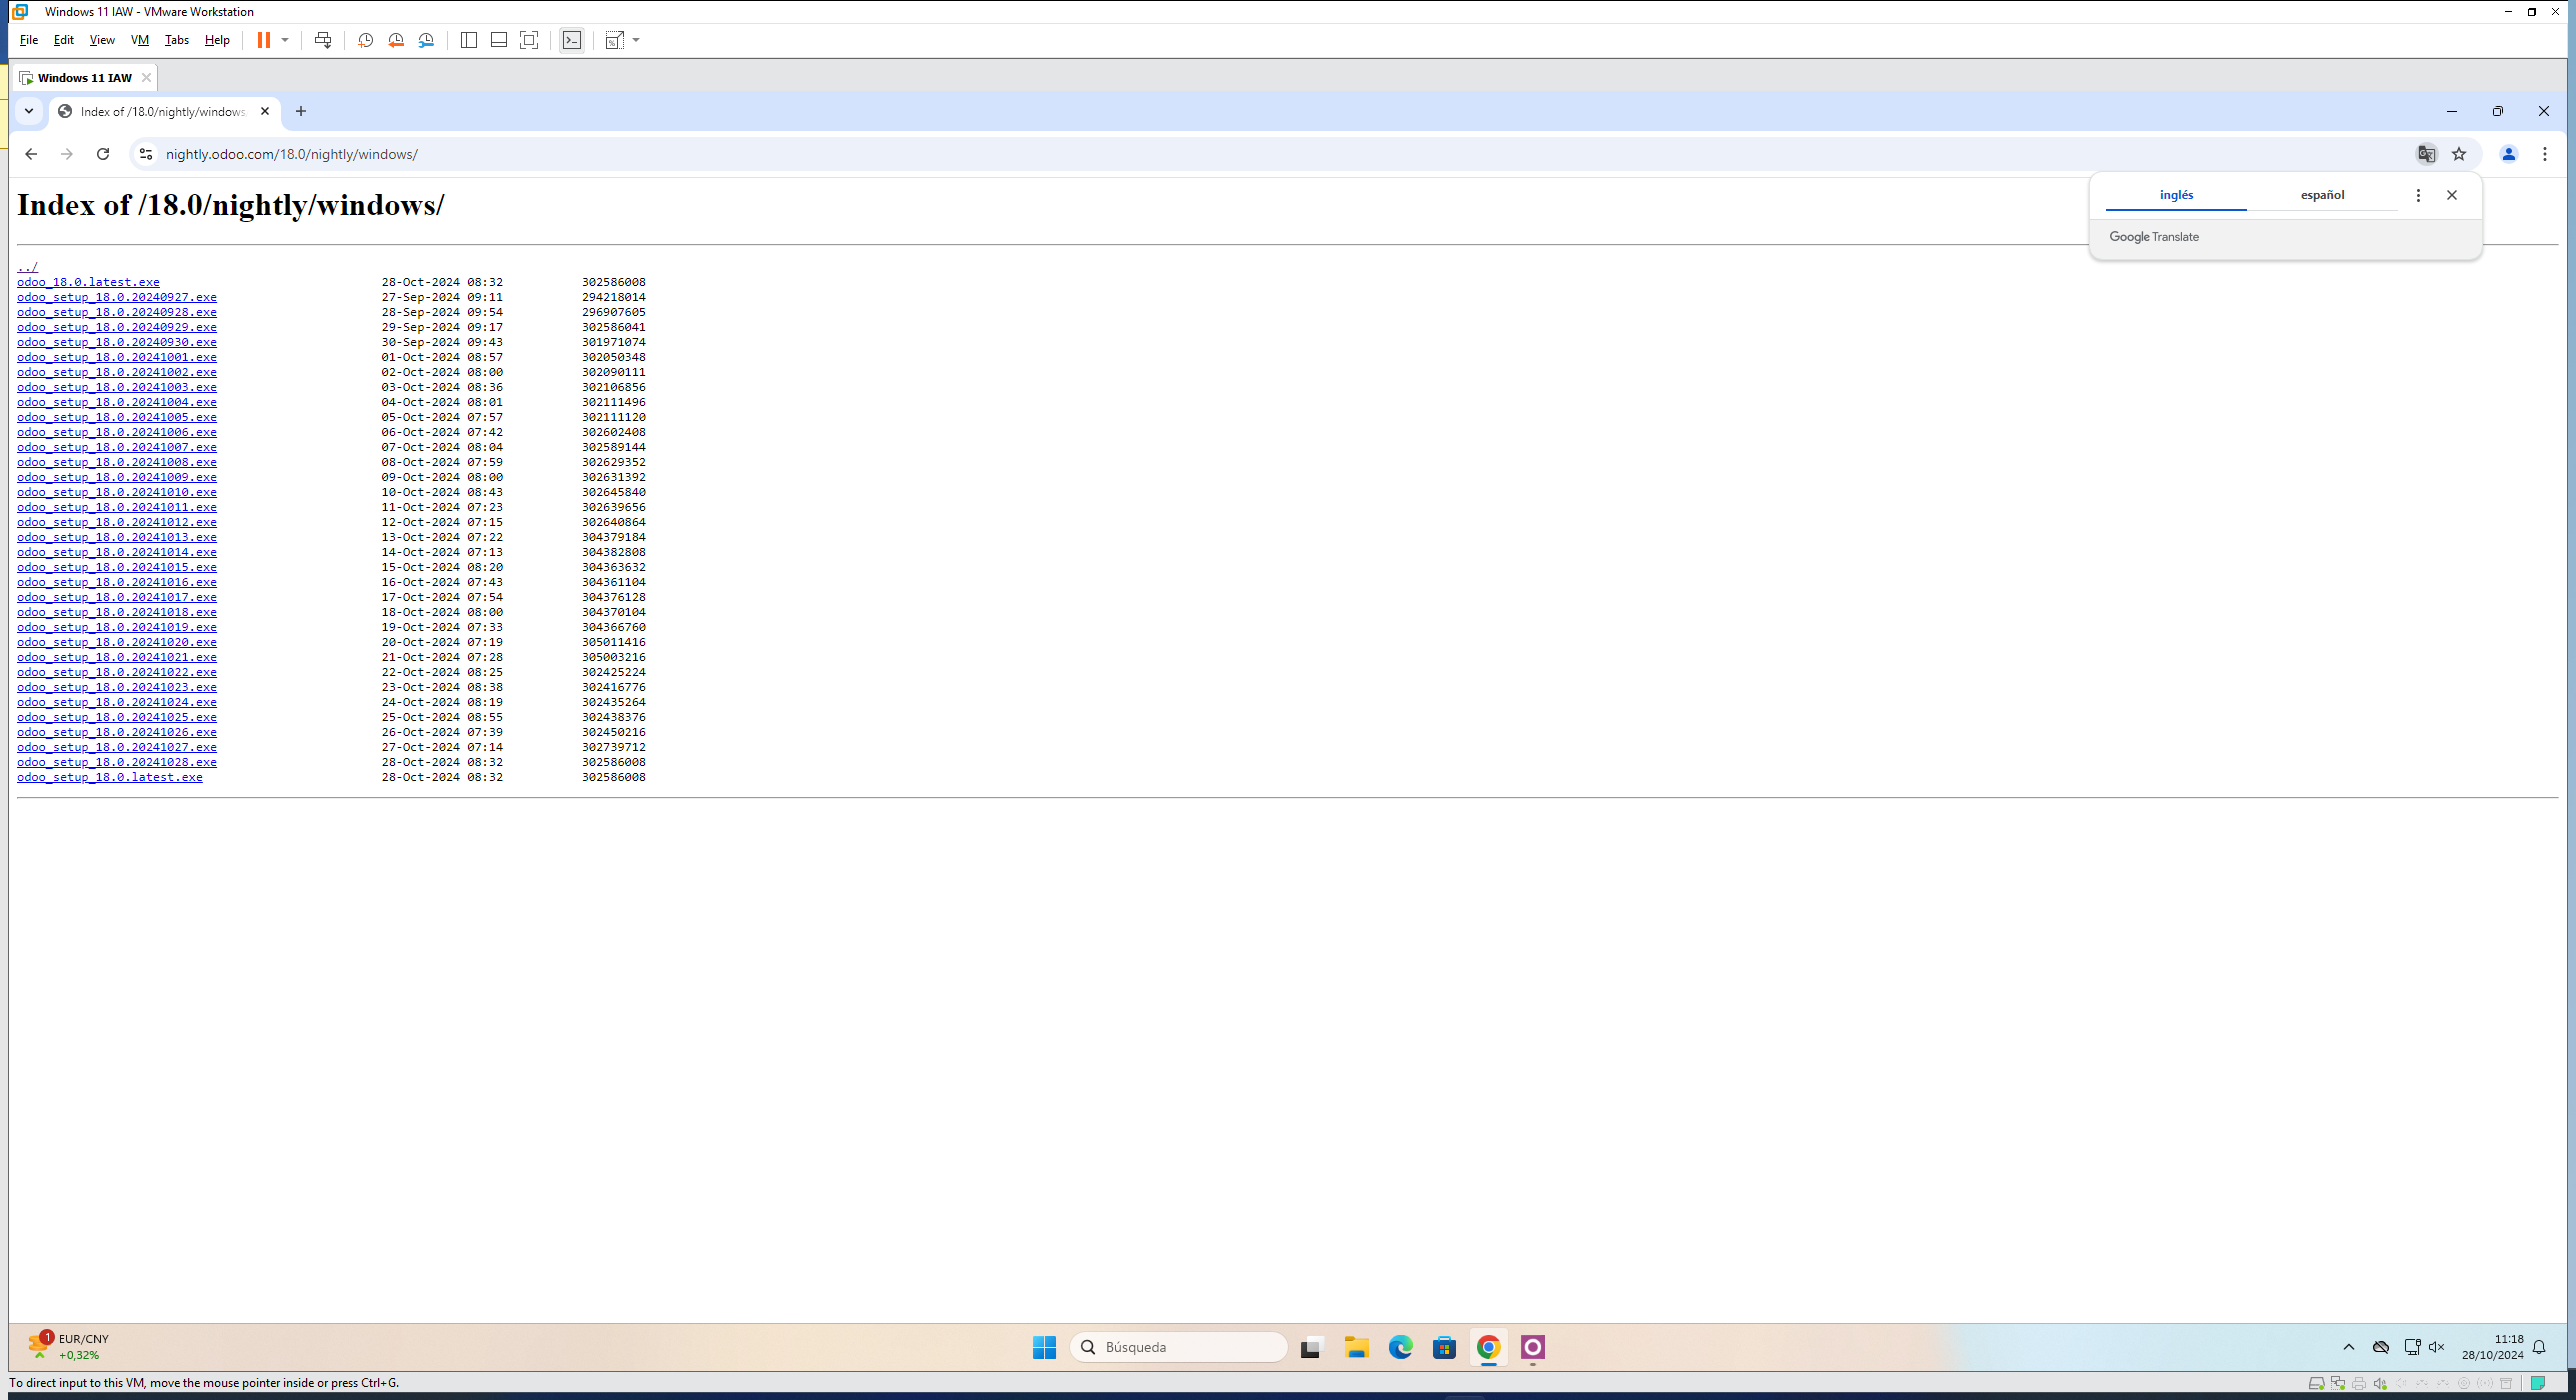 Windows 11 IAW - VMware Workstation
File Edit View VM Tabs Help
Windows 11 IAW
Index of /18.0/nightly/windows
nightly.odoo.com/18.0/nightly/windows/
inglés español
Google Translate
Index of /18.0/nightly/windows/
../
odoo_18.0.latest.exe 28-Oct-2024 08:32 302586008
odoo_setup_18.0.20240927.exe 27-Sep-2024 09:11 294218014
odoo_setup_18.0.20240928.exe 28-Sep-2024 09:54 296907605
odoo_setup_18.0.20240929.exe 29-Sep-2024 09:17 302586041
odoo_setup_18.0.20240930.exe 30-Sep-2024 09:43 301971074
odoo_setup_18.0.20241001.exe 01-Oct-2024 08:57 302050348
odoo_setup_18.0.20241002.exe 02-Oct-2024 08:00 302090111
odoo_setup_18.0.20241003.exe 03-Oct-2024 08:36 302106856
odoo_setup_18.0.20241004.exe 04-Oct-2024 08:01 302111496
odoo_setup_18.0.20241005.exe 05-Oct-2024 07:57 302111120
odoo_setup_18.0.20241006.exe 06-Oct-2024 07:42 302602408
odoo_setup_18.0.20241007.exe 07-Oct-2024 08:04 302589144
odoo_setup_18.0.20241008.exe 08-Oct-2024 07:59 302629352
odoo_setup_18.0.20241009.exe 09-Oct-2024 08:00 302631392
odoo_setup_18.0.20241010.exe 10-Oct-2024 08:43 302645840
odoo_setup_18.0.20241011.exe 11-Oct-2024 07:23 302639656
odoo_setup_18.0.20241012.exe 12-Oct-2024 07:15 302640864
odoo_setup_18.0.20241013.exe 13-Oct-2024 07:22 304379184
odoo_setup_18.0.20241014.exe 14-Oct-2024 07:13 304382808
odoo_setup_18.0.20241015.exe 15-Oct-2024 08:20 304363632
odoo_setup_18.0.20241016.exe 16-Oct-2024 07:43 304361104
odoo_setup_18.0.20241017.exe 17-Oct-2024 07:54 304376128
odoo_setup_18.0.20241018.exe 18-Oct-2024 08:00 304370104
odoo_setup_18.0.20241019.exe 19-Oct-2024 07:33 304366760
odoo_setup_18.0.20241020.exe 20-Oct-2024 07:19 305011416
odoo_setup_18.0.20241021.exe 21-Oct-2024 07:28 305003216
odoo_setup_18.0.20241022.exe 22-Oct-2024 08:25 302425224
odoo_setup_18.0.20241023.exe 23-Oct-2024 08:38 302416776
odoo_setup_18.0.20241024.exe 24-Oct-2024 08:19 302435264
odoo_setup_18.0.20241025.exe 25-Oct-2024 08:55 302438376
odoo_setup_18.0.20241026.exe 26-Oct-2024 07:39 302450216
odoo_setup_18.0.20241027.exe 27-Oct-2024 07:14 302739712
odoo_setup_18.0.20241028.exe 28-Oct-2024 08:32 302586008
odoo_setup_18.0.latest.exe 28-Oct-2024 08:32 302586008
1 EUR/CNY
+0,32%
Búsqueda
11:18
28/10/2024
To direct input to this VM, move the mouse pointer inside or press Ctrl+G.